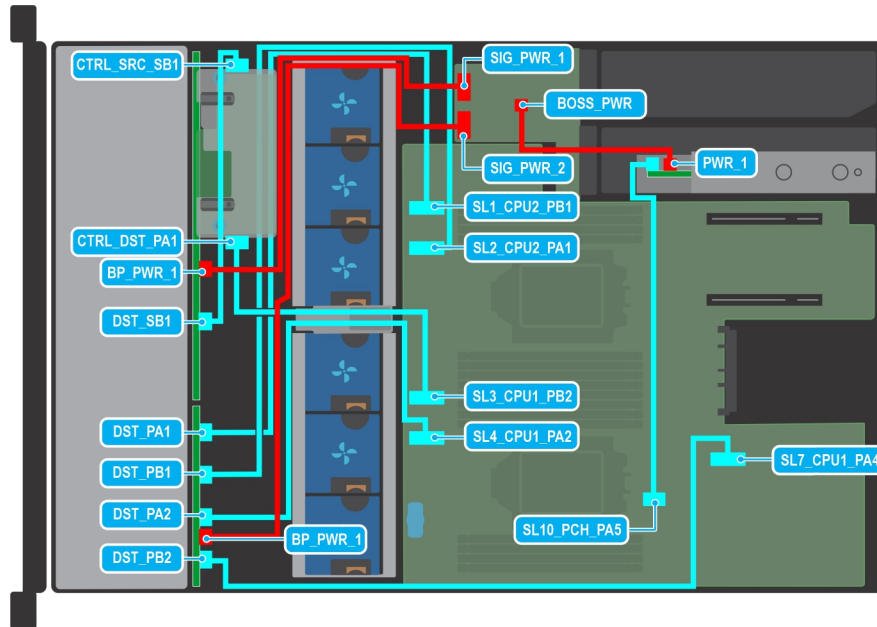 CTRL_SRC_SB1
SIG_PWR_1
BOSS_PWR
SIG_PWR_2
PWR_1
SL1_CPU2_PB1
CTRL_DST_PA1
SL2_CPU2_PA1
BP_PWR_1
DST_SB1
SL3_CPU1_PB2
DST_PA1
SL4_CPU1_PA2
SL7_CPU1_PA4
DST_PB1
DST_PA2
SL10_PCH_PA5
BP_PWR_1
DST_PB2